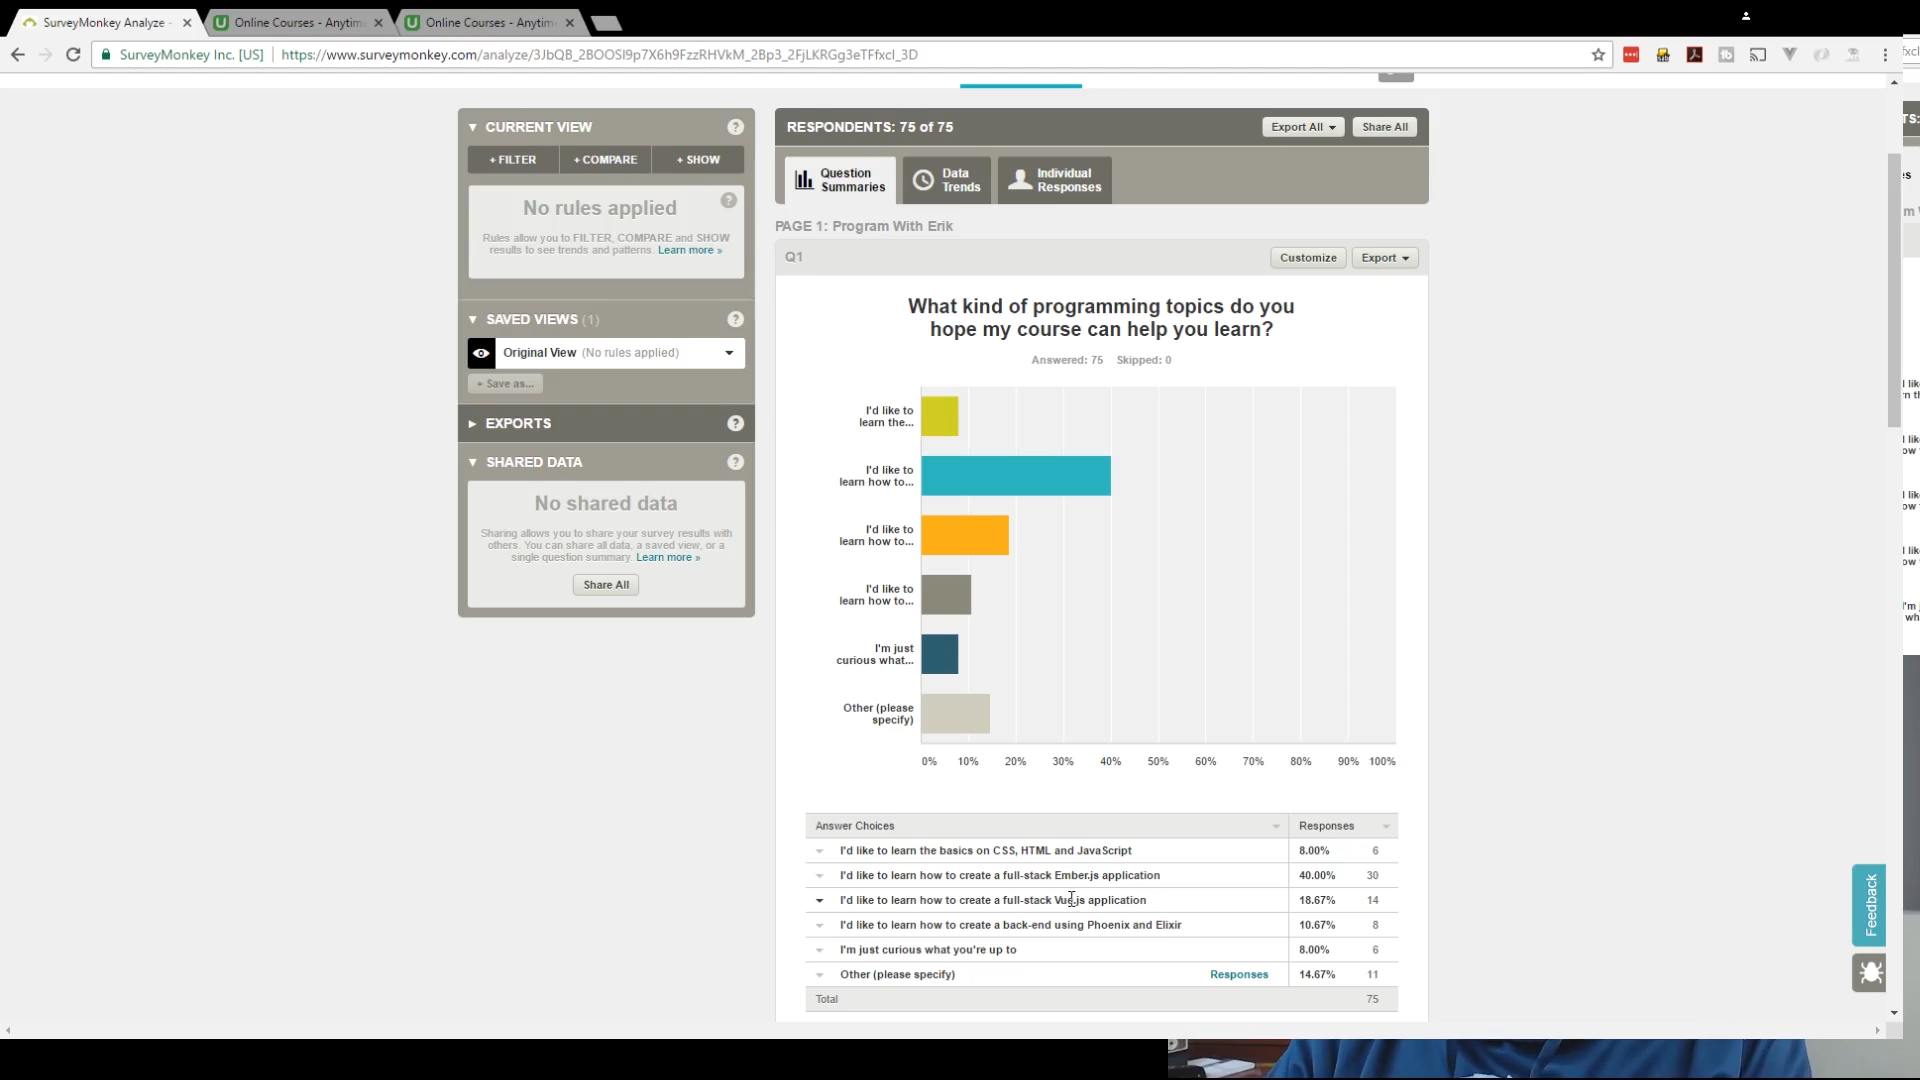 SurveyMonkey Analyze -
Online Courses - Anytim
Online Courses - Anytim
SurveyMonkey Inc. [US]
https://www.surveymonkey.com/analyze/3JbQB_2BOOSl9p7X6h9FzzRHVkM_2Bp3_2FjLKRGg3eTFfxcl_3D
CURRENT VIEW
+ FILTER
+ COMPARE
+ SHOW
No rules applied
Rules allow you to FILTER, COMPARE and SHOW
results to see trends and patterns. Learn more »
SAVED VIEWS (1)
Original View (No rules applied)
+ Save as...
EXPORTS
SHARED DATA
No shared data
Sharing allows you to share your survey results with
others. You can share all data, a saved view, or a
single question summary. Learn more »
Share All
RESPONDENTS: 75 of 75
Export All
Share All
Question
Summaries
Data
Trends
Individual
Responses
PAGE 1: Program With Erik
Q1
Customize
Export
What kind of programming topics do you
hope my course can help you learn?
Answered: 75 Skipped: 0
I'd like to
learn the...
I'd like to
learn how to...
I'd like to
learn how to...
I'd like to
learn how to...
I'm just
curious what...
Other (please
specify)
0% 10% 20% 30% 40% 50% 60% 70% 80% 90% 100%
Answer Choices Responses
I'd like to learn the basics on CSS, HTML and JavaScript 8.00% 6
I'd like to learn how to create a full-stack Ember.js application 40.00% 30
I'd like to learn how to create a full-stack Vue.js application 18.67% 14
I'd like to learn how to create a back-end using Phoenix and Elixir 10.67% 8
I'm just curious what you're up to 8.00% 6
Other (please specify) Responses 14.67% 11
Total 75
Feedback